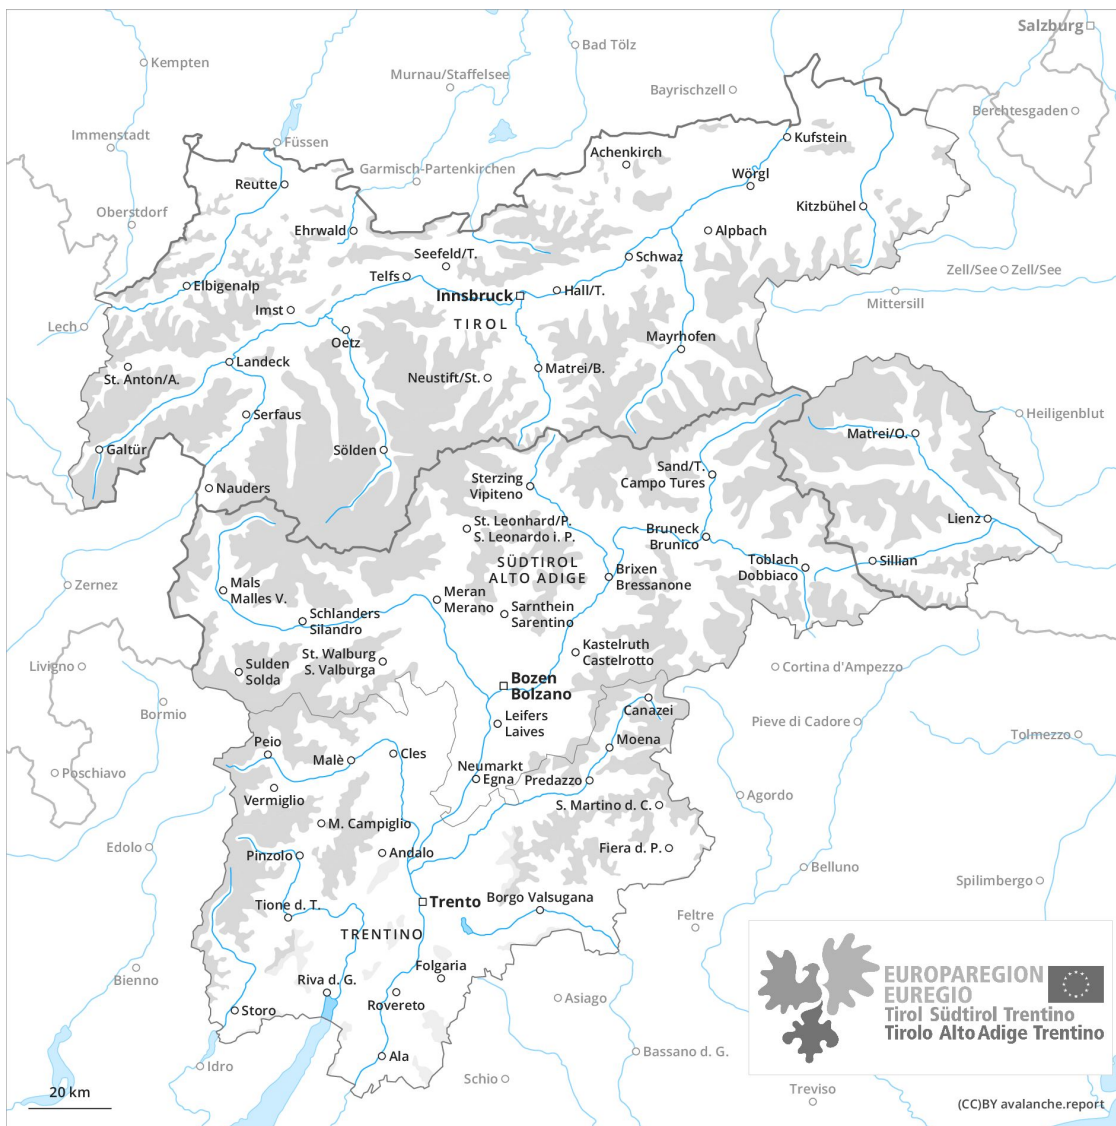 Salzburg
Bad Tölz
Kempten
Murnau/Staffelsee
Bayrischzell
Berchtesgaden
Immenstadt
Füssen
Kufstein
Achenkirch
Garmisch-Partenkirchen
Wörgl
Reutte
Oberstdorf
Kitzbühel
Ehrwald
Alpbach
Seefeld/T.
Schwaz
Telfs
Zell/See
Zell/See
Elbigenalp
Hall/T.
Innsbruck
Mittersill
Imst
TIROL
Lech
Oetz
Mayrhofen
Landeck
Matrei/B.
St. Anton/A.
Neustift/St.
Serfaus
Heiligenblut
Matrei/O.
Galtür
Sölden
Sand/T.
Campo Tures
Sterzing
Vipiteno
Nauders
Lienz
St. Leonhard/P.
S. Leonardo i. P.
Bruneck
Brunico
SÜDTIROL
ALTO ADIGE
Toblach
Dobbiaco
Sillian
Brixen
Bressanone
Zernez
Mals
Malles V.
Meran
Merano
Sarnthein
Sarentino
Schlanders
Silandro
Kastelruth
Castelrotto
St. Walburg
S. Valburga
Livigno
Sulden
Solda
Cortina d'Ampezzo
Bozen
Bolzano
Bormio
Canazei
Leifers
Laives
Pieve di Cadore
Tolmezzo
Moena
Peio
Cles
Malè
Neumarkt
Egna
Predazzo
Poschiavo
Vermiglio
Agordo
S. Martino d. C.
M. Campiglio
Edolo
Fiera d. P.
Pinzolo
Andalo
Belluno
Spilimbergo
Borgo Valsugana
Trento
Tione d. T.
Feltre
TRENTINO
Folgaria
Bienno
Riva d. G.
Rovereto
Asiago
Storo
EUROPAREGION
EUREGIO
Tirol Südtirol Trentino
Tirolo Alto Adige Trentino
Ala
Bassano d. G.
Idro
Schio
Treviso
20 km
(CC)BY avalanche.report